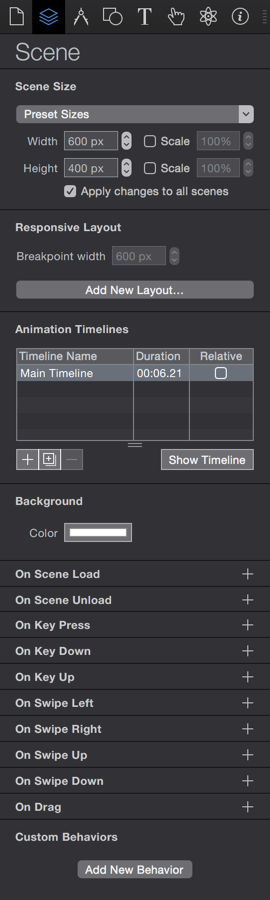 Scene
Scene Size
Preset Sizes
Width 600 px Scale 100%
Height 400 px Scale 100%
Apply changes to all scenes
Responsive Layout
Breakpoint width 600 px
Add New Layout...
Animation Timelines
Timeline Name Duration Relative
Main Timeline 00:06.21
Show Timeline
Background
Color
On Scene Load
On Scene Unload
On Key Press
On Key Down
On Key Up
On Swipe Left
On Swipe Right
On Swipe Up
On Swipe Down
On Drag
Custom Behaviors
Add New Behavior